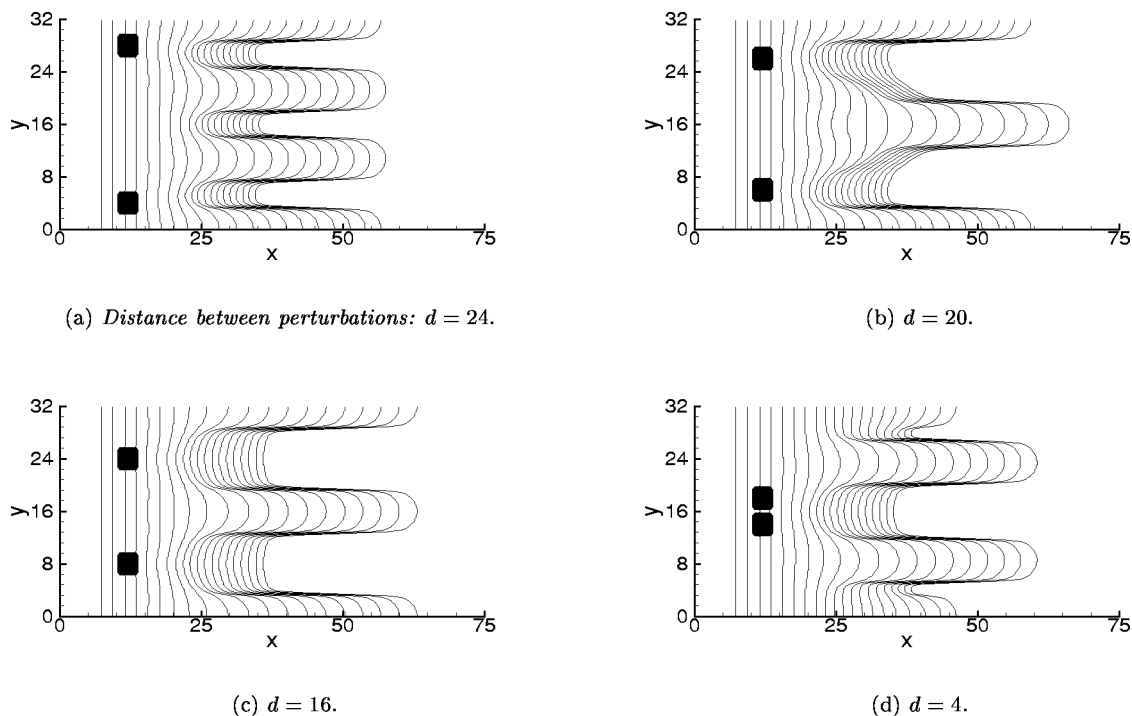 32
24
16
8
0
y
0 25 50 75
x
(a) Distance between perturbations: d = 24.
32
24
16
8
0
y
0 25 50 75
x
(b) d = 20.
32
24
16
8
0
y
0 25 50 75
x
(c) d = 16.
32
24
16
8
0
y
0 25 50 75
x
(d) d = 4.